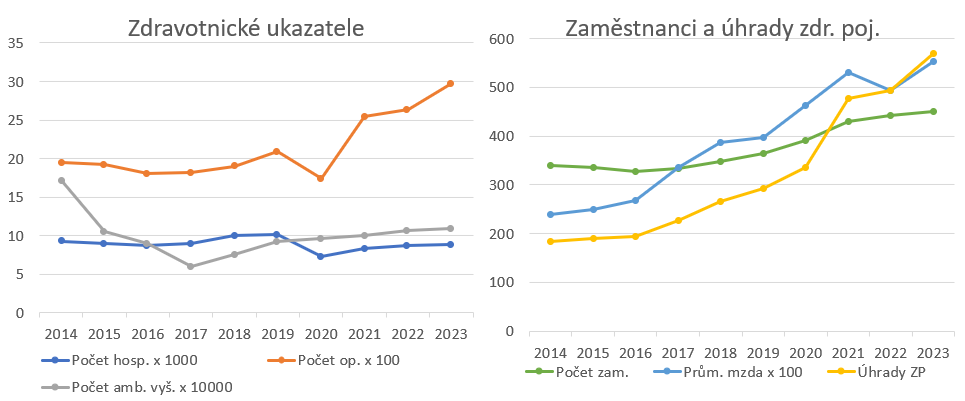 Zdravotnické ukazatele
35
30
25
20
15
10
5
0
2014 2015 2016 2017 2018 2019 2020 2021 2022 2023
Počet hosp. x 1000
Počet op. x 100
Počet amb. vyš. x 10000
Zaměstnanci a úhrady zdr. poj.
600
500
400
300
200
100
0
2014 2015 2016 2017 2018 2019 2020 2021 2022 2023
Počet zam.
Prům. mzda x 100
Úhrady ZP